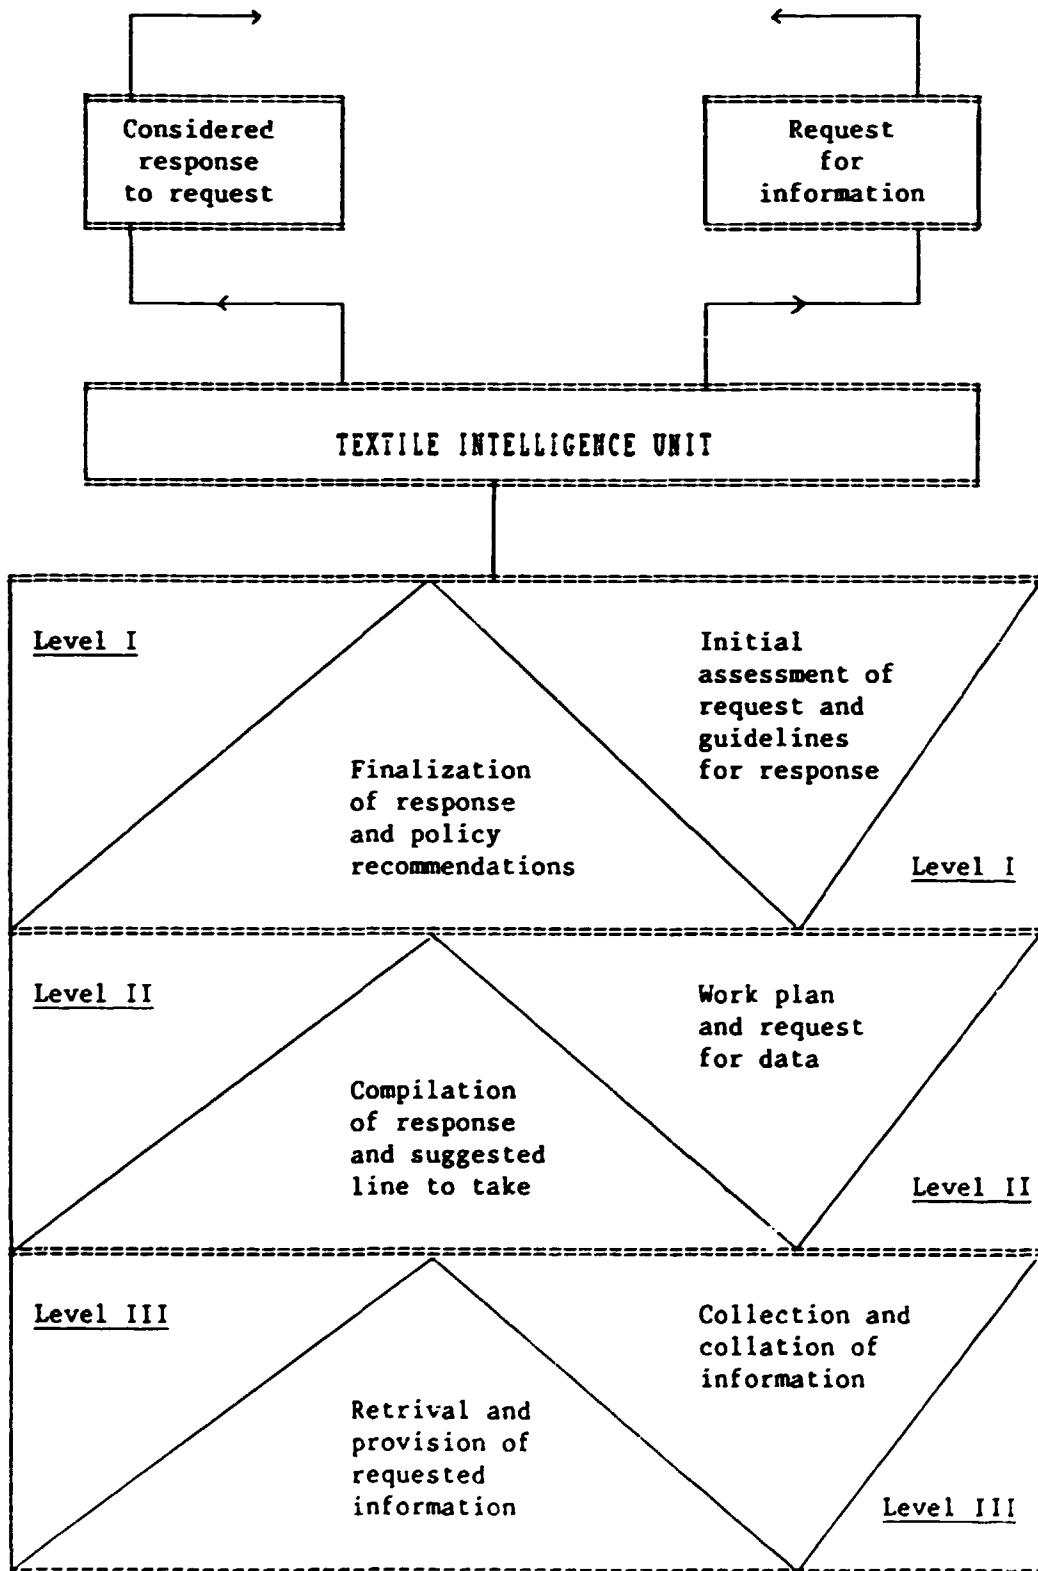 Considered
response
to request
Request
for
information
TEXTILE INTELLIGENCE UNIT
Level I
Initial
assessment of
request and
guidelines
for response
Finalization
of response
and policy
recommendations
Level I
Level II
Work plan
and request
for data
Compilation
of response
and suggested
line to take
Level II
Level III
Collection and
collation of
information
Retrival and
provision of
requested
information
Level III